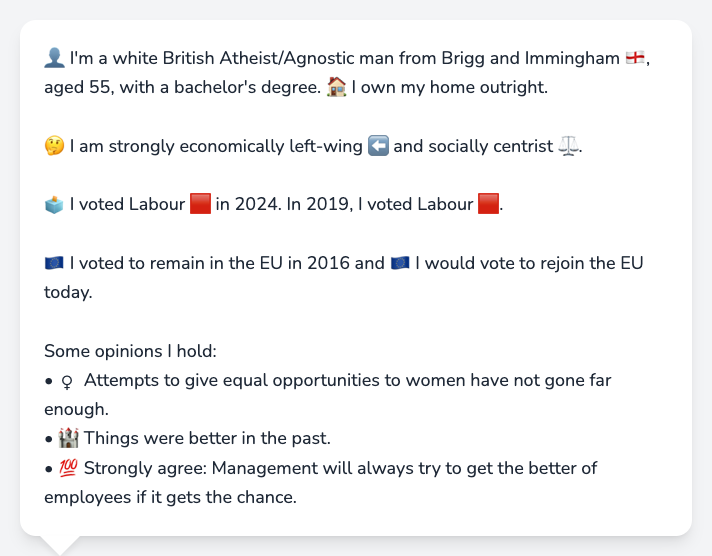 👤 I'm a white British Atheist/Agnostic man from Brigg and Immingham 🏴󠁧󠁢󠁥󠁮󠁧󠁿,
aged 55, with a bachelor's degree. 🏠 I own my home outright.
🤔 I am strongly economically left-wing ⬅️ and socially centrist ⚖️.
🗳️ I voted Labour 🟥 in 2024. In 2019, I voted Labour 🟥.
🇪🇺 I voted to remain in the EU in 2016 and 🇪🇺 I would vote to rejoin the EU
today.
Some opinions I hold:
• ♀ Attempts to give equal opportunities to women have not gone far
enough.
• 🏰 Things were better in the past.
• 💯 Strongly agree: Management will always try to get the better of
employees if it gets the chance.